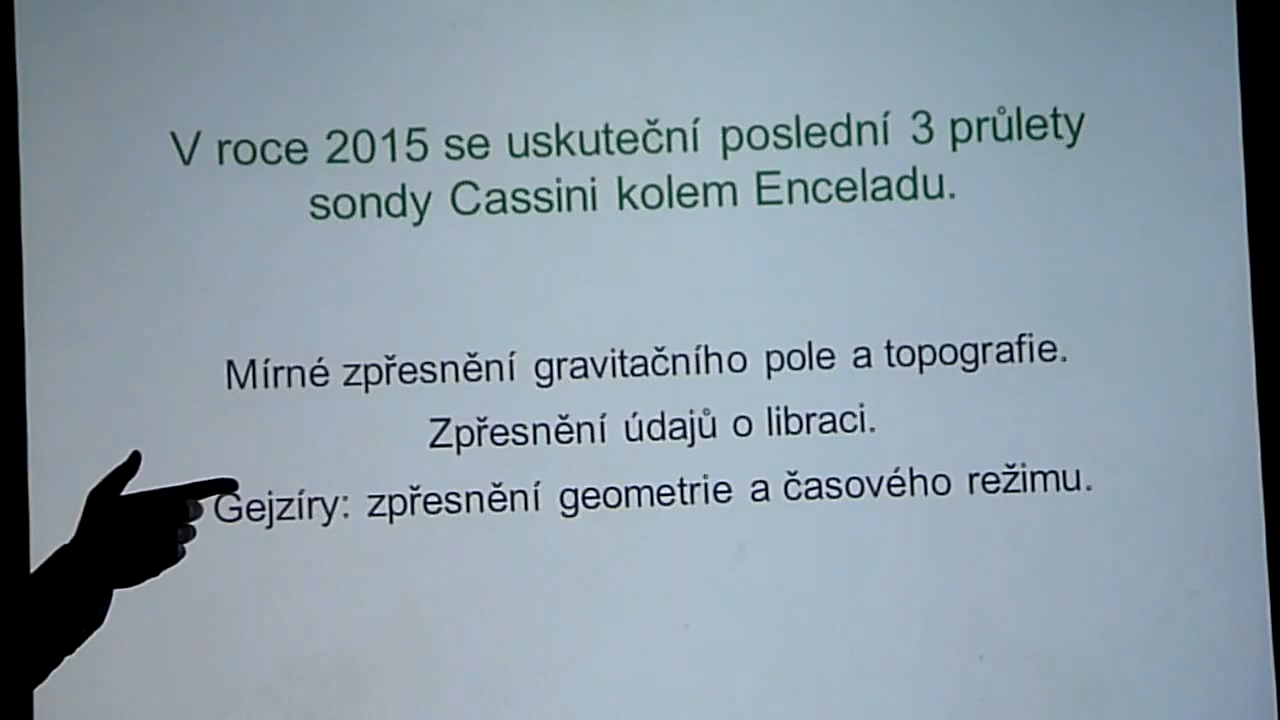 V roce 2015 se uskuteční poslední 3 průlety
sondy Cassini kolem Enceladu.
Mírné zpřesnění gravitačního pole a topografie.
Zpřesnění údajů o libraci.
Gejzíry: zpřesnění geometrie a časového režimu.